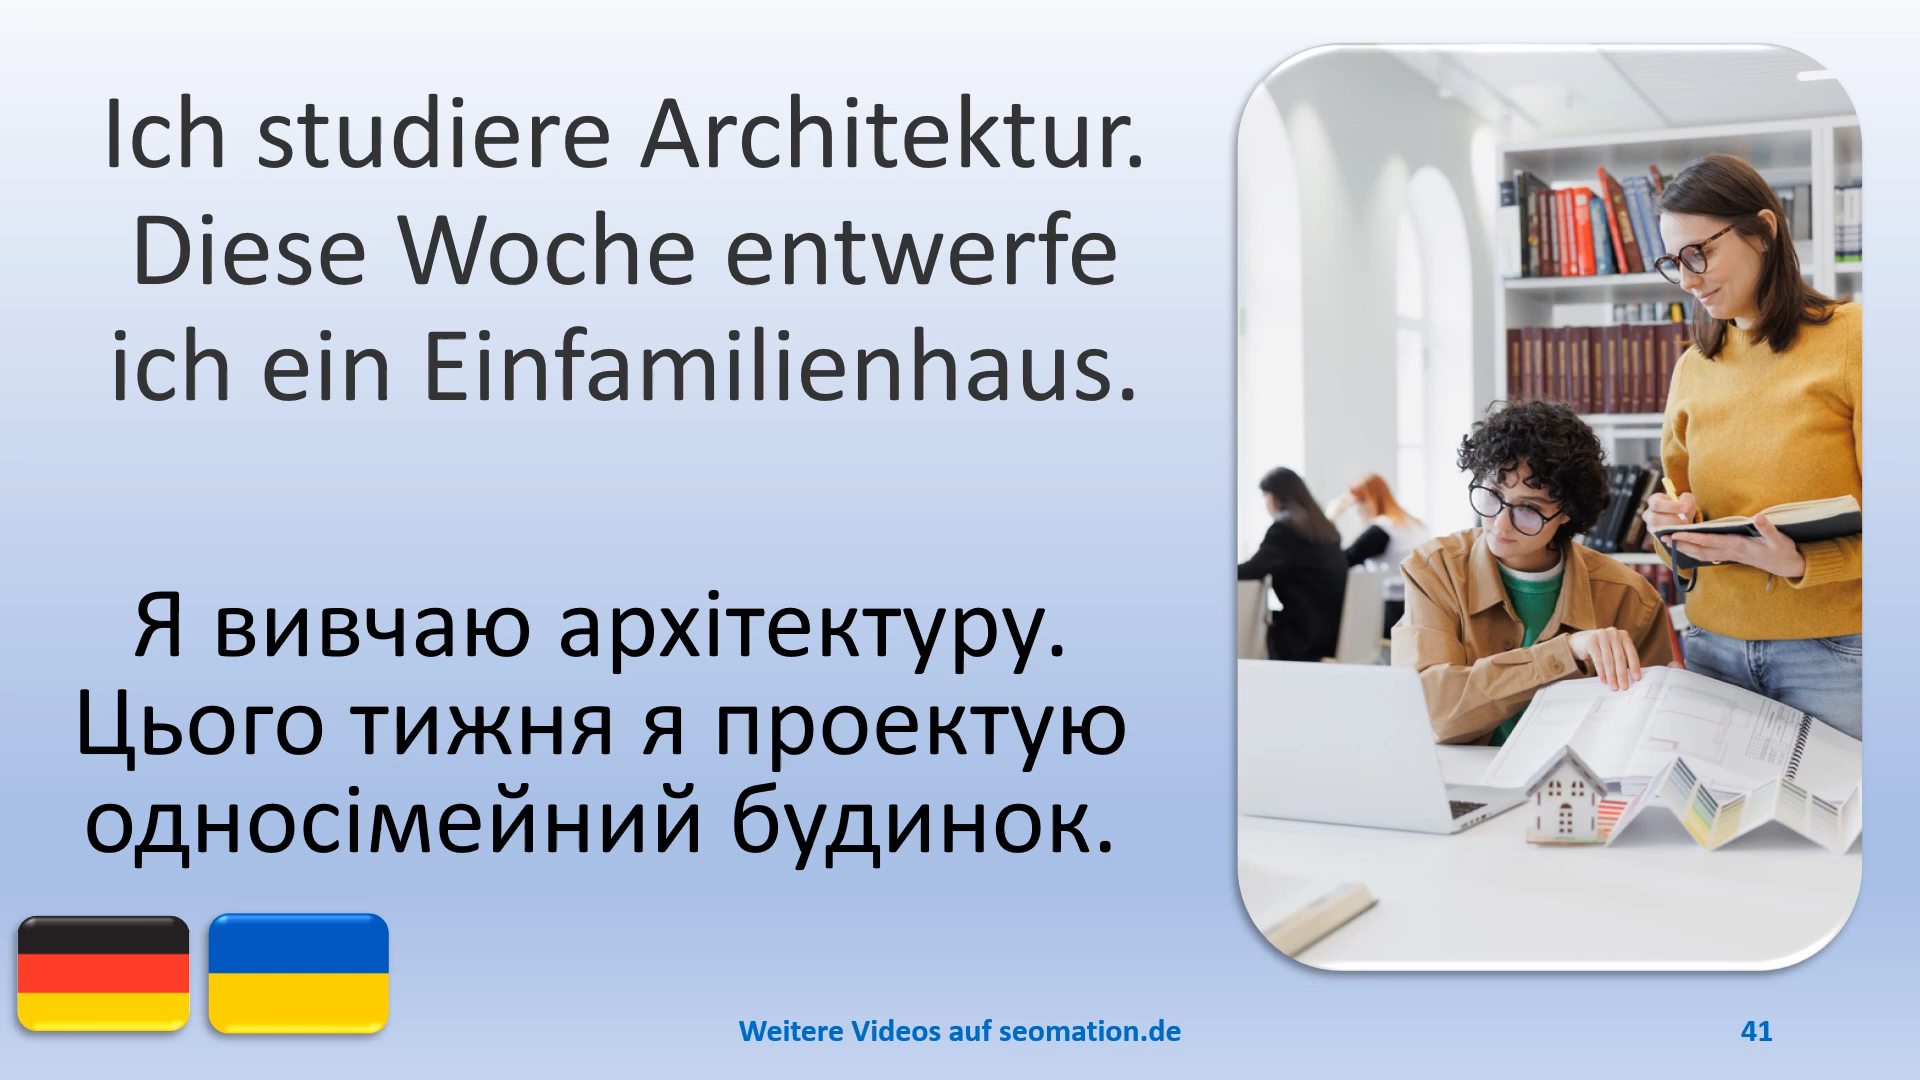 Ich studiere Architektur.
Diese Woche entwerfe
ich ein Einfamilienhaus.
Я вивчаю архітектуру.
Цього тижня я проектую
односімейний будинок.
Weitere Videos auf seomation.de
41